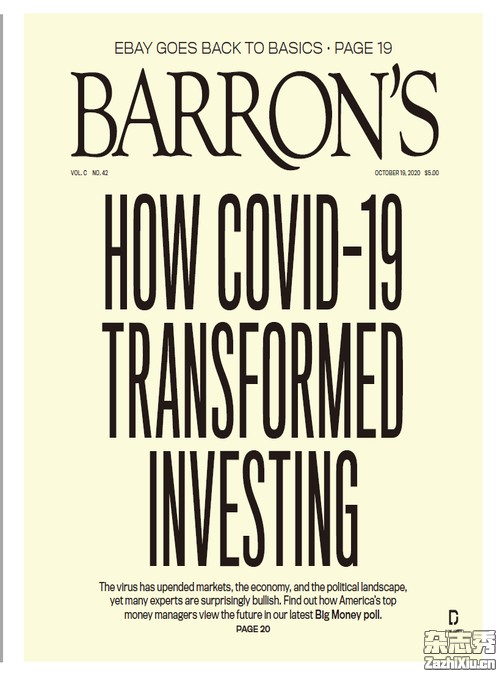 EBAY GOES BACK TO BASICS · PAGE 19
BARRON'S
VOL. C NO. 42 OCTOBER 19, 2020 $5.00
HOW COVID-19
TRANSFORMED
INVESTING
The virus has upended markets, the economy, and the political landscape,
yet many experts are surprisingly bullish. Find out how America's top
money managers view the future in our latest Big Money poll.
PAGE 20
D
杂志秀
ZazhiXiu.cn